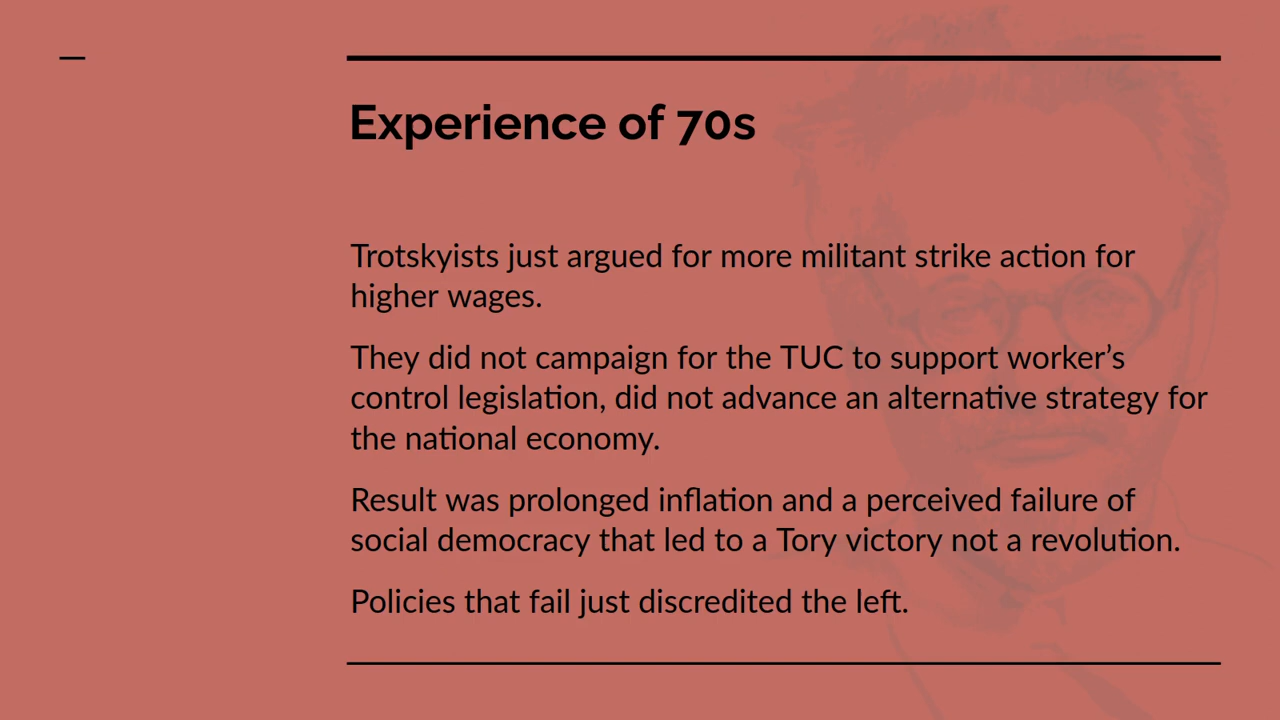 Experience of 70s
Trotskyists just argued for more militant strike action for
higher wages.
They did not campaign for the TUC to support worker’s
control legislation, did not advance an alternative strategy for
the national economy.
Result was prolonged inflation and a perceived failure of
social democracy that led to a Tory victory not a revolution.
Policies that fail just discredited the left.